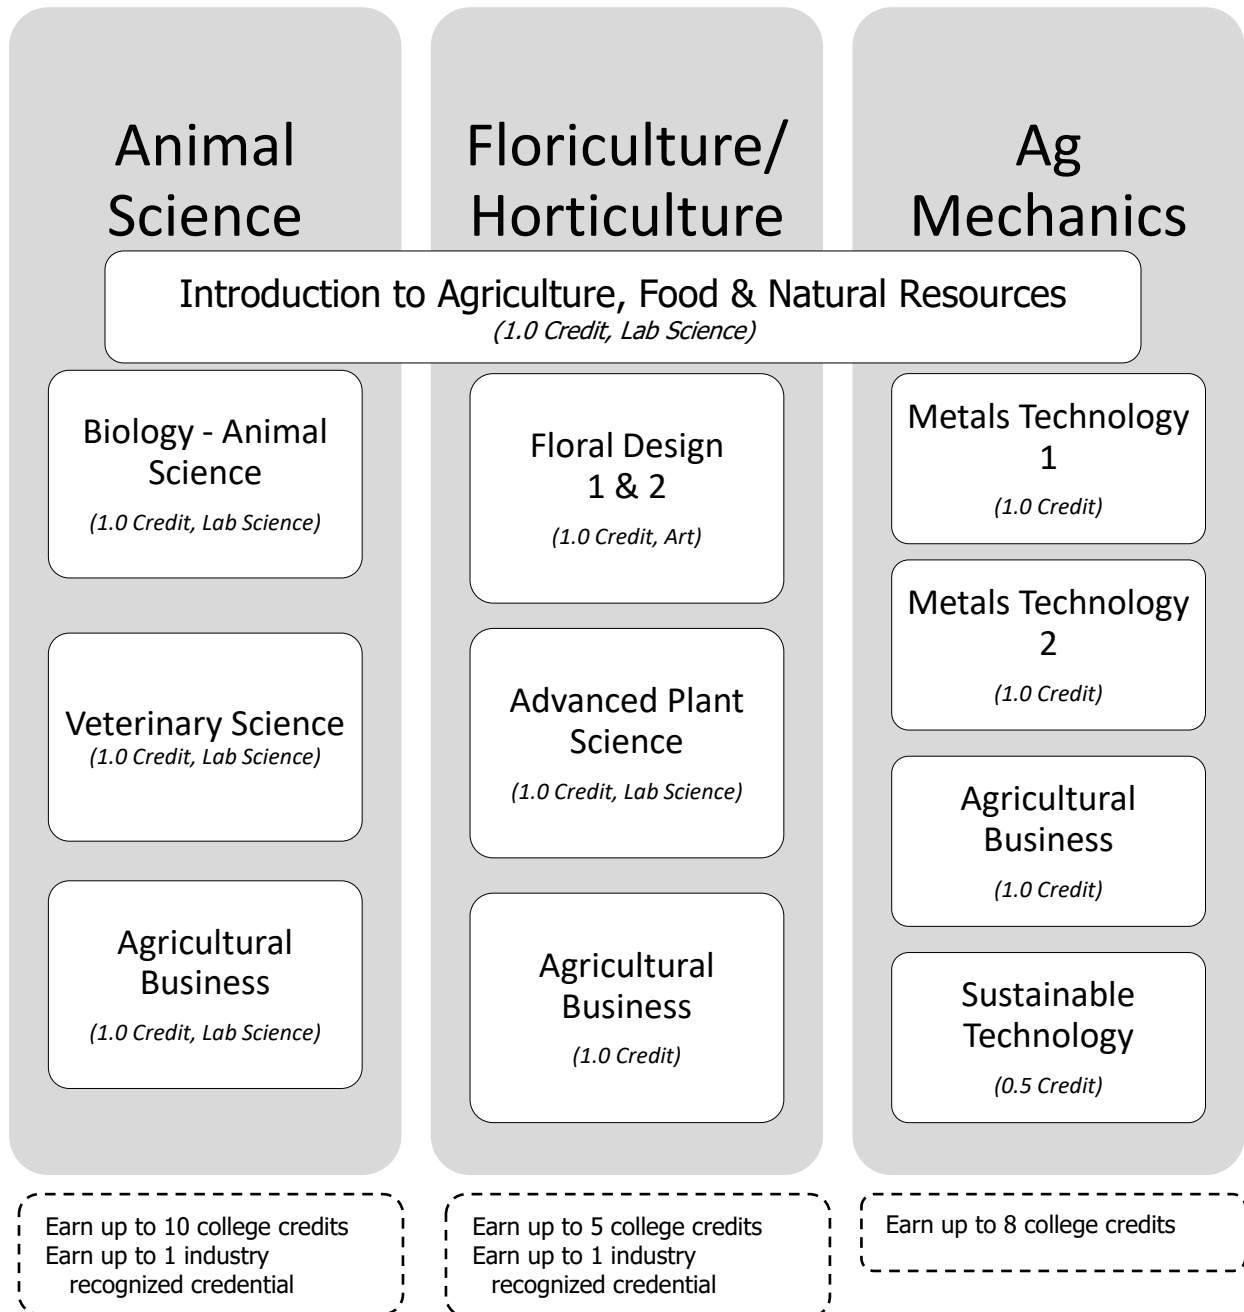 Animal
Science
Floriculture/
Horticulture
Ag
Mechanics
Introduction to Agriculture, Food & Natural Resources
(1.0 Credit, Lab Science)
Biology - Animal
Science
(1.0 Credit, Lab Science)
Veterinary Science
(1.0 Credit, Lab Science)
Agricultural
Business
(1.0 Credit, Lab Science)
Floral Design
1 & 2
(1.0 Credit, Art)
Advanced Plant
Science
(1.0 Credit, Lab Science)
Agricultural
Business
(1.0 Credit)
Metals Technology
1
(1.0 Credit)
Metals Technology
2
(1.0 Credit)
Agricultural
Business
(1.0 Credit)
Sustainable
Technology
(0.5 Credit)
Earn up to 10 college credits
Earn up to 1 industry
recognized credential
Earn up to 5 college credits
Earn up to 1 industry
recognized credential
Earn up to 8 college credits